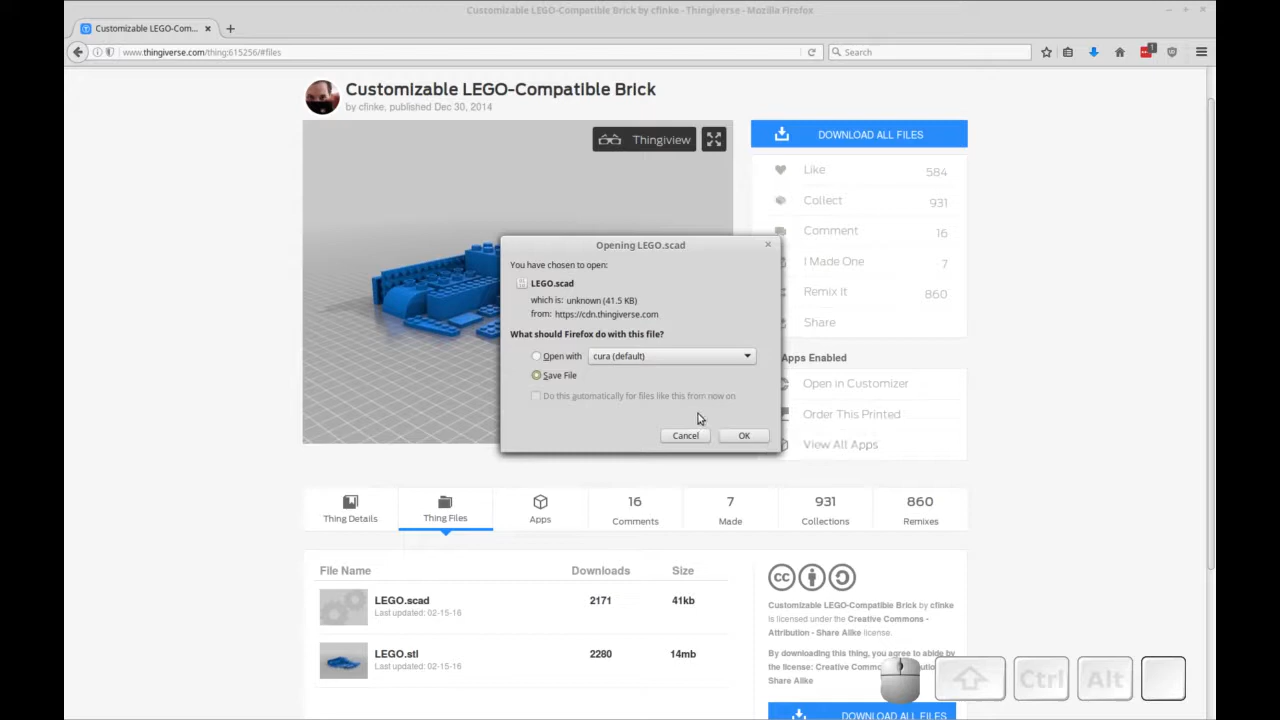 Customizable LEGO-Compatible Brick by cfinke - Thingiverse - Mozilla Firefox
Customizable LEGO-Com...
www.thingiverse.com/thing:615256/#files
Search
1
Customizable LEGO-Compatible Brick
by cfinke, published Dec 30, 2014
Thingiview
DOWNLOAD ALL FILES
Like 584
Collect 931
Comment 16
I Made One 7
Remix It 860
Share
Apps Enabled
Open in Customizer
Order This Printed
View All Apps
Opening LEGO.scad
You have chosen to open:
LEGO.scad
which is: unknown (41.5 KB)
from: https://cdn.thingiverse.com
What should Firefox do with this file?
Open with cura (default)
Save File
Do this automatically for files like this from now on
Cancel OK
Thing Details
Thing Files
Apps
16
Comments
7
Made
931
Collections
860
Remixes
File Name Downloads Size
LEGO.scad 2171 41kb
Last updated: 02-15-16
LEGO.stl 2280 14mb
Last updated: 02-15-16
cc
Customizable LEGO-Compatible Brick by cfinke
is licensed under the Creative Commons -
Attribution - Share Alike license.
By downloading this thing, you agree to abide by
the license: Creative Commo
Share Alike
DOWNLOAD ALL FILES
Ctrl
Alt